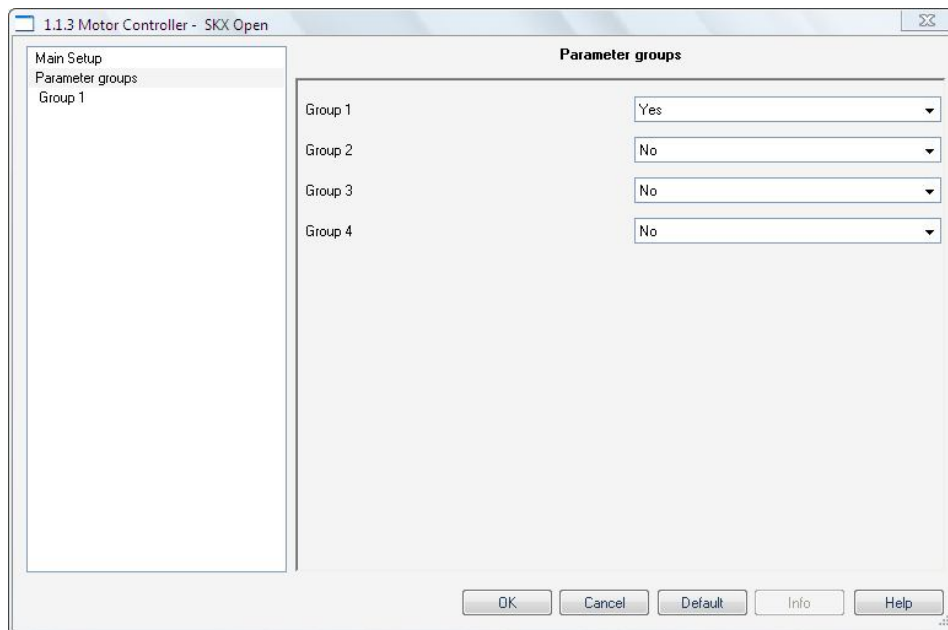 1.1.3 Motor Controller - SKX Open
Main Setup
Parameter groups
Group 1
Parameter groups
Group 1 Yes
Group 2 No
Group 3 No
Group 4 No
OK Cancel Default Info Help